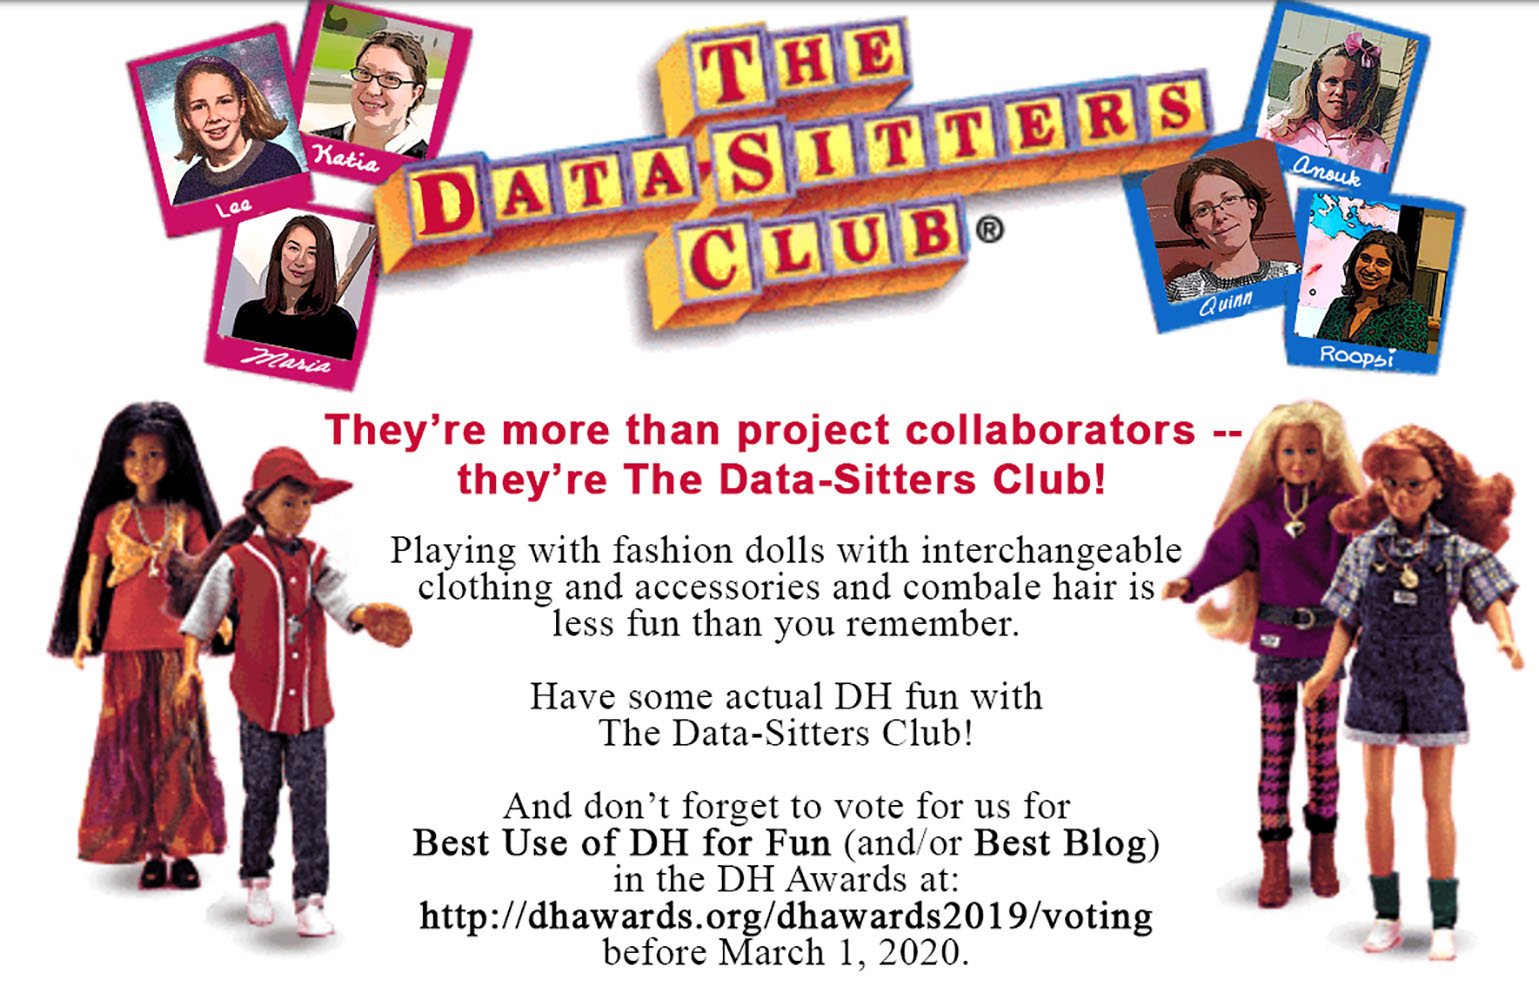 THE
DATA SITTERS
CLUB®
Katia
Lee
Maria
Anouk
Quinn
Roopsi
They're more than project collaborators --
they're The Data-Sitters Club!
Playing with fashion dolls with interchangeable
clothing and accessories and combale hair is
less fun than you remember.
Have some actual DH fun with
The Data-Sitters Club!
And don't forget to vote for us for
Best Use of DH for Fun (and/or Best Blog)
in the DH Awards at:
http://dhawards.org/dhawards2019/voting
before March 1, 2020.